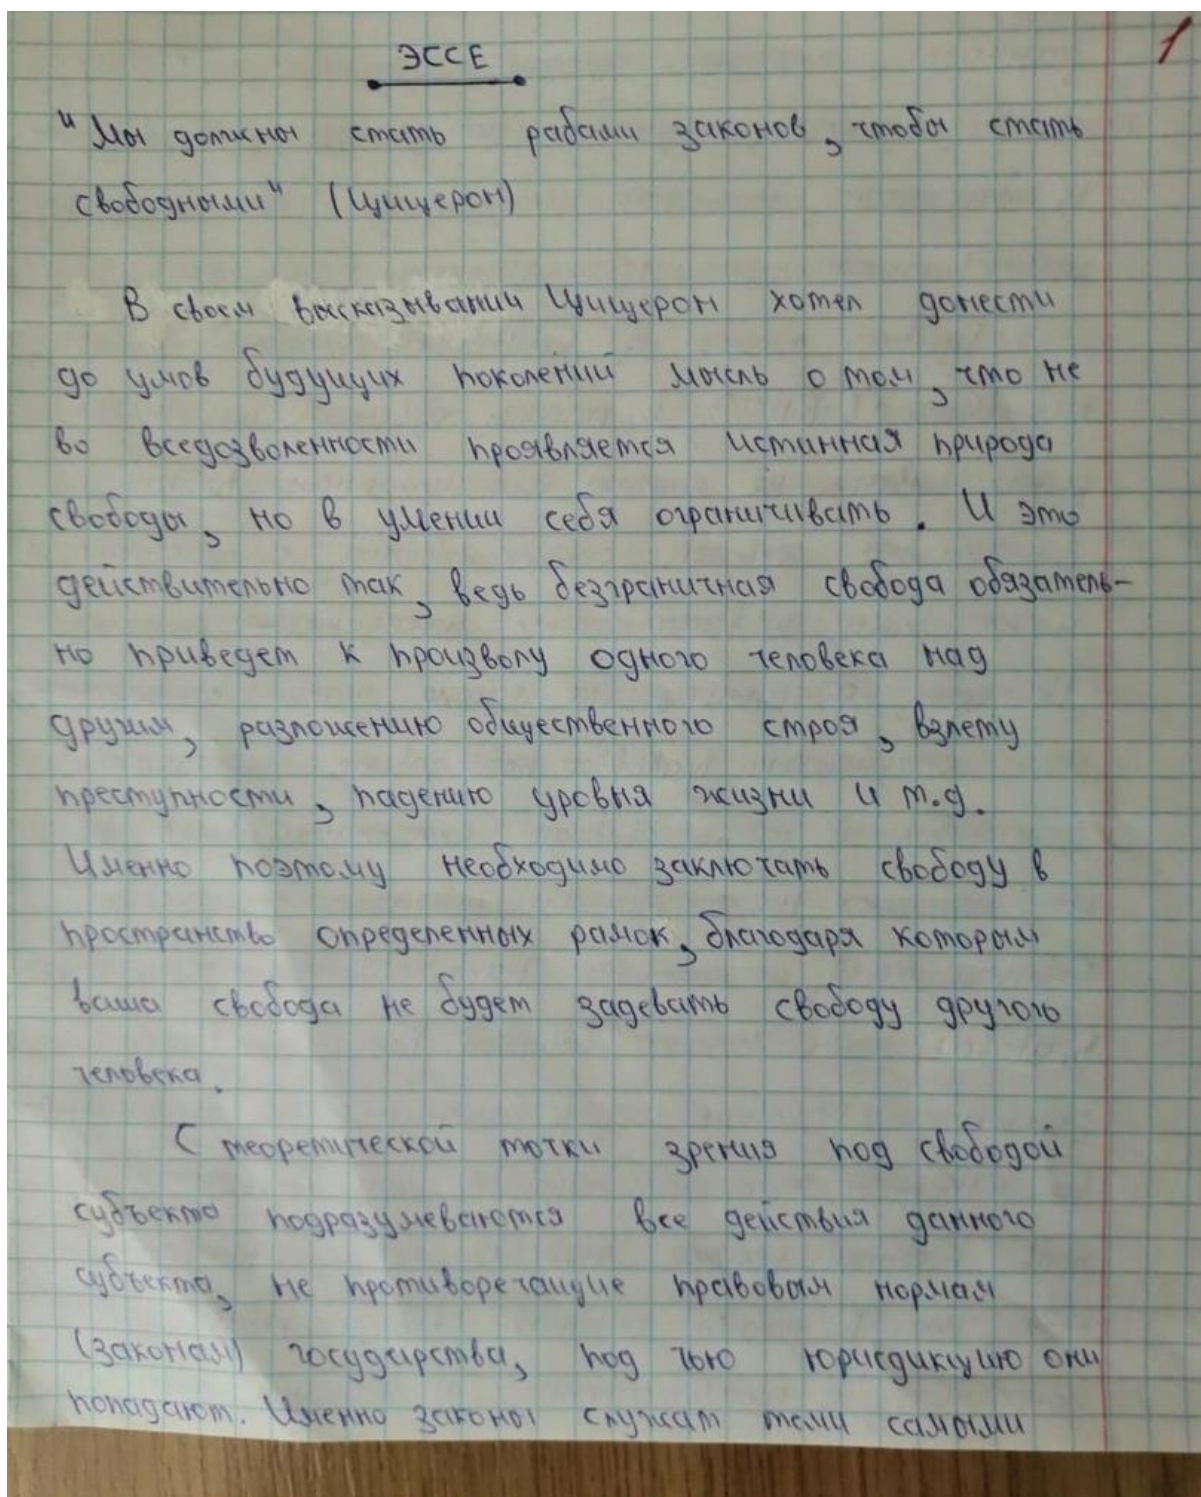 ЭССЕ
1
"Мы должны стать рабами законов, чтобы стать
свободными" (Цицерон)
В своем высказывании Цицерон хотел донести
до умов будущих поколений мысль о том, что не
во вседозволенности проявляется истинная природа
свободы, но в умении себя ограничивать. И это
действительно так, ведь безграничная свобода обязатель-
но приведет к произволу одного человека над
другим, разложению общественного строя, взлету
преступности, падению уровня жизни и т.д.
Именно поэтому необходимо заключать свободу в
пространство определенных рамок, благодаря которым
ваша свобода не будет задевать свободу другого
человека.
С теоретической точки зрения под свободой
субъекта подразумеваются все действия данного
субъекта, не противоречащие правовым нормам
(законам) государства, под чью юрисдикцию они
попадают. Именно законы служат теми самыми